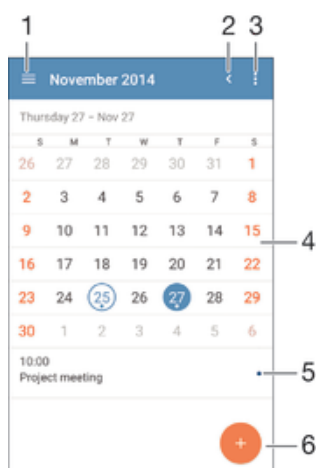 1 2 3
November 2014
Thursday 27 – Nov 27
S M T W T F S
26 27 28 29 30 31 1
2 3 4 5 6 7 8
9 10 11 12 13 14 15
4
16 17 18 19 20 21 22
23 24 25 26 27 28 29
30 1 2 3 4 5 6
10:00
Project meeting
5
+
6